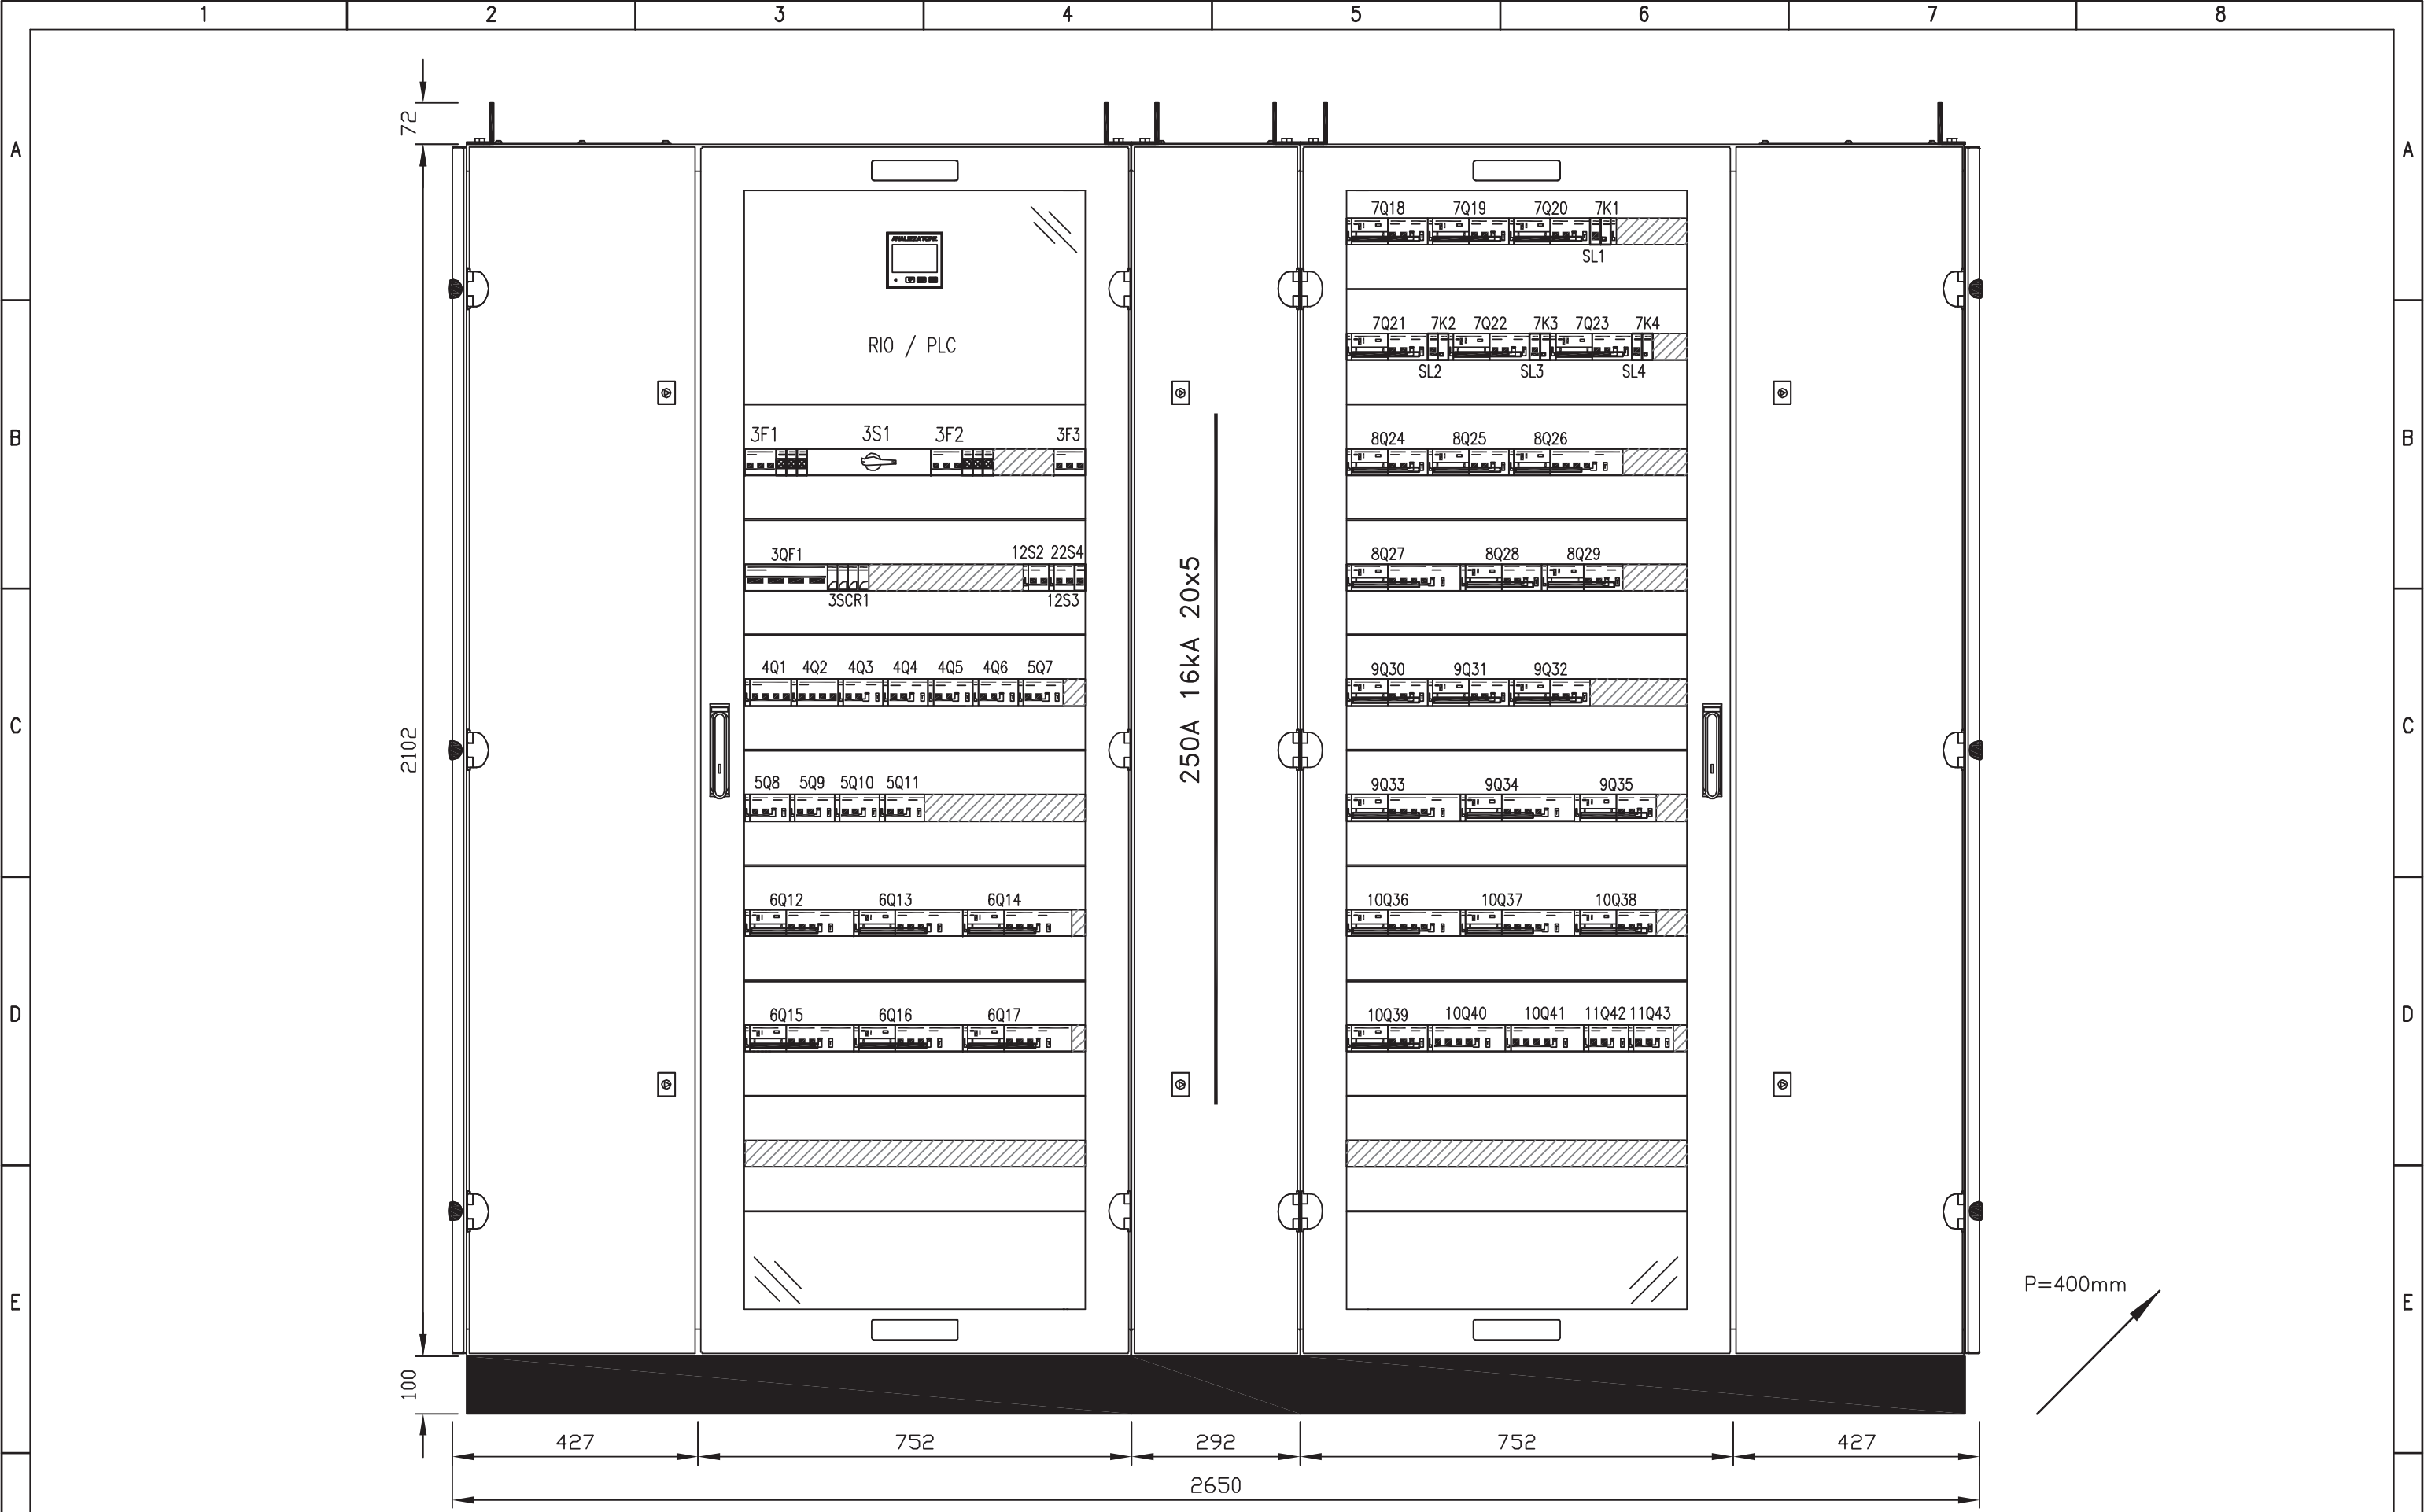 1 2 3 4 5 6 7 8
72
A A
7Q18 7Q19 7Q20 7K1
ANALIZZATORE
SL1
7Q21 7K2 7Q22 7K3 7Q23 7K4
RIO / PLC
SL2 SL3 SL4
B B
3F1 3S1 3F2 3F3
8Q24 8Q25 8Q26
3QF1 12S2 22S4
8Q27 8Q28 8Q29
3SCR1 12S3
250A 16kA 20x5
4Q1 4Q2 4Q3 4Q4 4Q5 4Q6 5Q7
9Q30 9Q31 9Q32
C C
2102
5Q8 5Q9 5Q10 5Q11
9Q33 9Q34 9Q35
6Q12 6Q13 6Q14
10Q36 10Q37 10Q38
D D
6Q15 6Q16 6Q17
10Q39 10Q40 10Q41 11Q42 11Q43
P=400mm
E E
100
427 752 292 752 427
2650